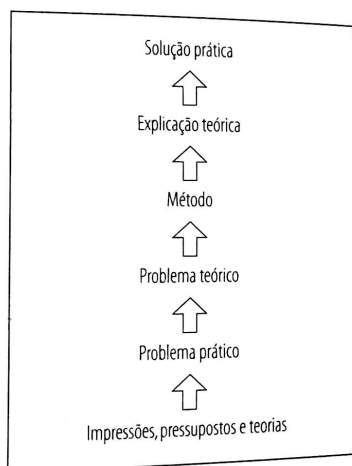 Solução prática
Explicação teórica
Método
Problema teórico
Problema prático
Impressões, pressupostos e teorias